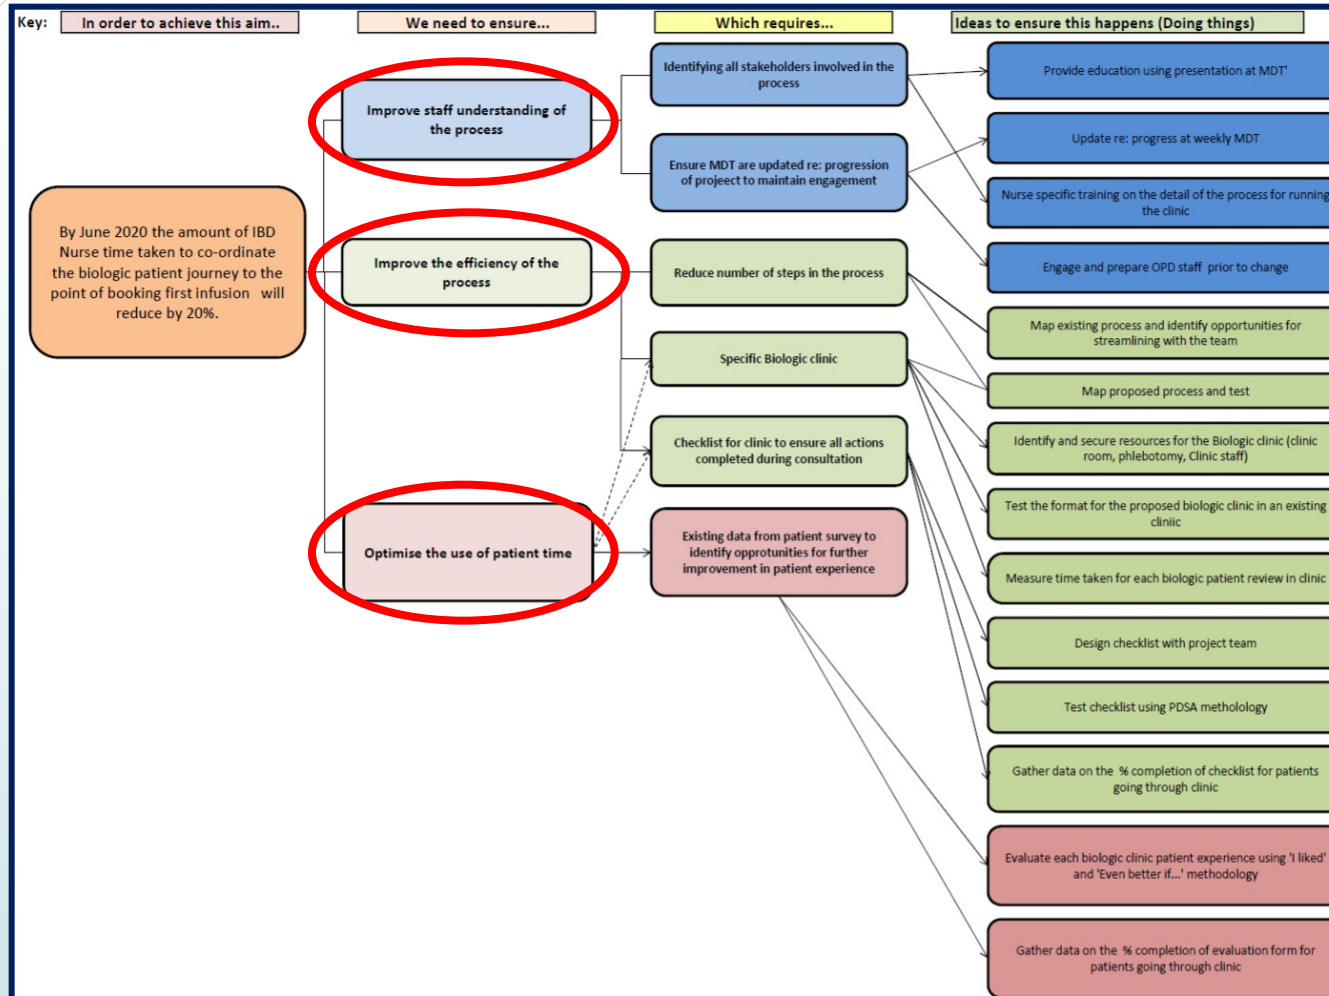 Key:
In order to achieve this aim..
We need to ensure...
Which requires...
Ideas to ensure this happens (Doing things)
By June 2020 the amount of IBD
Nurse time taken to co-ordinate
the biologic patient journey to the
point of booking first infusion will
reduce by 20%.
Improve staff understanding of
the process
Improve the efficiency of the
process
Optimise the use of patient time
Identifying all stakeholders involved in the
process
Ensure MDT are updated re: progression
of projeect to maintain engagement
Reduce number of steps in the process
Specific Biologic clinic
Checklist for clinic to ensure all actions
completed during consultation
Existing data from patient survey to
identify opprotunities for further
improvement in patient experience
Provide education using presentation at MDT'
Update re: progress at weekly MDT
Nurse specific training on the detail of the process for running
the clinic
Engage and prepare OPD staff prior to change
Map existing process and identify opportunities for
streamlining with the team
Map proposed process and test
Identify and secure resources for the Biologic clinic (clinic
room, phlebotomy, Clinic staff)
Test the format for the proposed biologic clinic in an existing
cliniic
Measure time taken for each biologic patient review in clinic
Design checklist with project team
Test checklist using PDSA metholology
Gather data on the % completion of checklist for patients
going through clinic
Evaluate each biologic clinic patient experience using 'I liked'
and 'Even better if...' methodology
Gather data on the % completion of evaluation form for
patients going through clinic